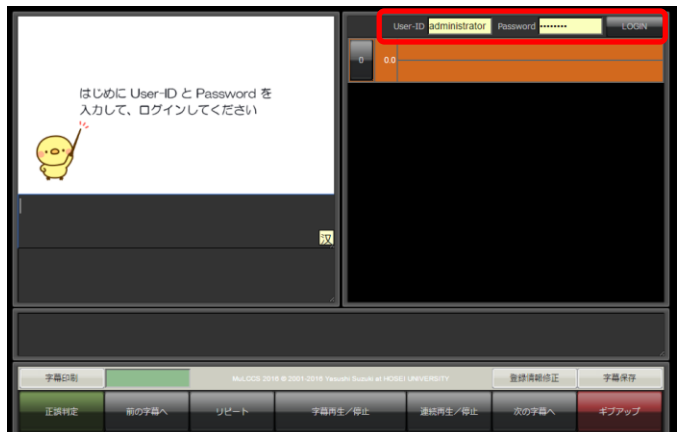 User-ID administrator Password •••••••• LOGIN
0 0.0
はじめに User-ID と Password を
入力して、ログインしてください
汉
字幕印刷
MuLOCS 2016 © 2001-2016 Yasushi Suzuki at HOSEI UNIVERSITY
登録情報修正
字幕保存
正誤判定
前の字幕へ
リピート
字幕再生／停止
連続再生／停止
次の字幕へ
ギブアップ